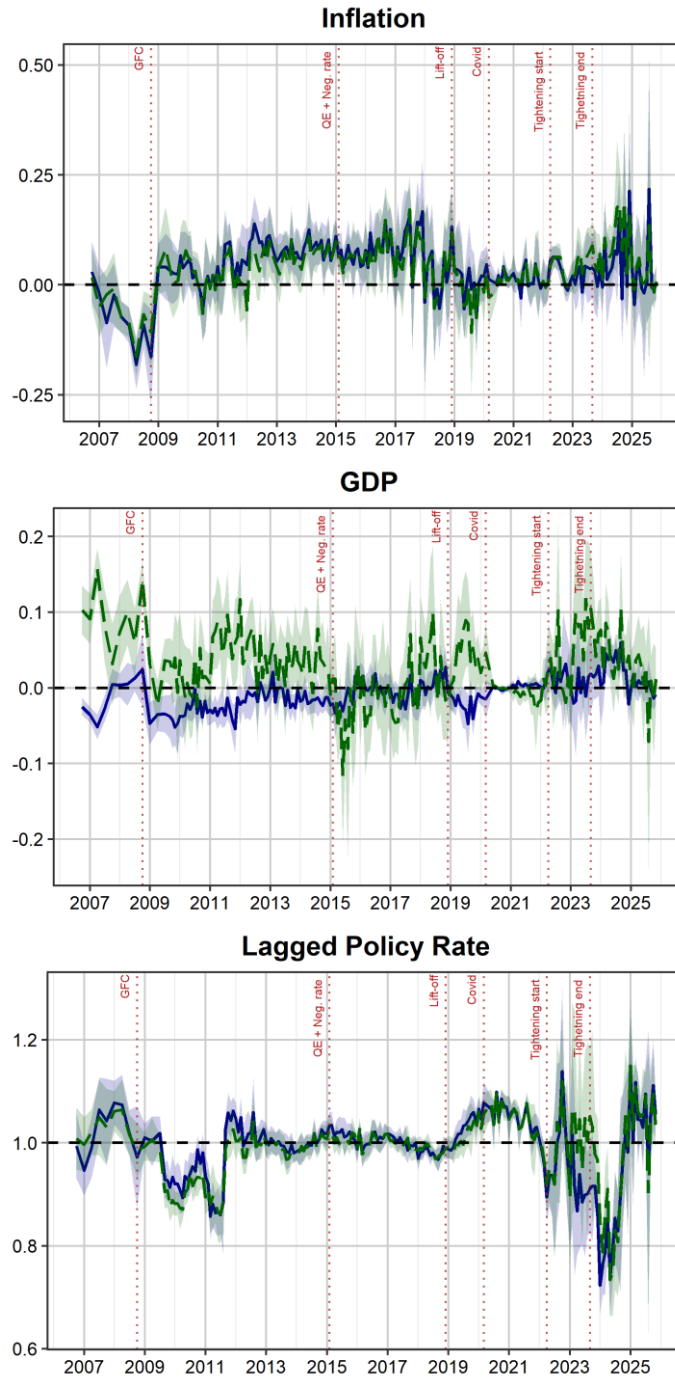 Inflation
GFC
QE + Neg. rate
Lift-off
Covid
Tightening start
Tighetning end
0.50
0.25
0.00
-0.25
2007 2009 2011 2013 2015 2017 2019 2021 2023 2025
GDP
GFC
QE + Neg. rate
Lift-off
Covid
Tightening start
Tighetning end
0.2
0.1
0.0
-0.1
-0.2
2007 2009 2011 2013 2015 2017 2019 2021 2023 2025
Lagged Policy Rate
GFC
QE + Neg. rate
Lift-off
Covid
Tightening start
Tighetning end
1.2
1.0
0.8
0.6
2007 2009 2011 2013 2015 2017 2019 2021 2023 2025